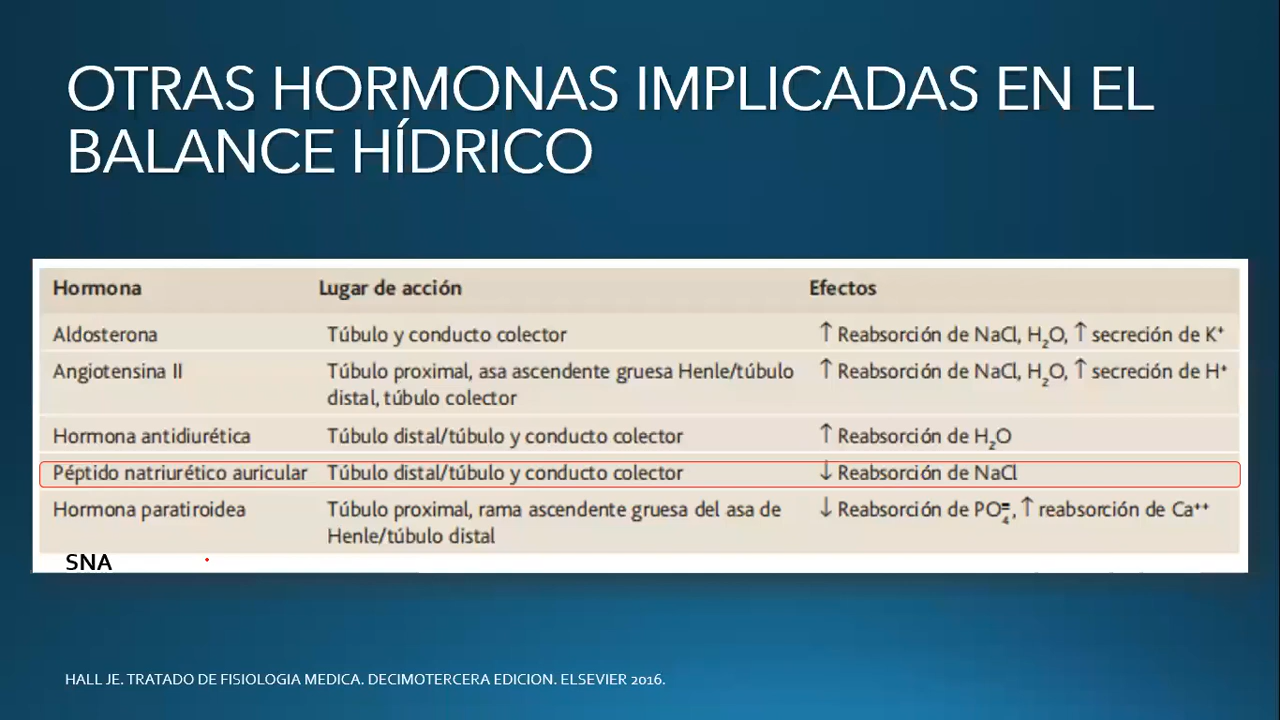 OTRAS HORMONAS IMPLICADAS EN EL
BALANCE HÍDRICO
Hormona Lugar de acción Efectos
Aldosterona Túbulo y conducto colector ↑ Reabsorción de NaCl, H₂O, ↑ secreción de K⁺
Angiotensina II Túbulo proximal, asa ascendente gruesa Henle/túbulo ↑ Reabsorción de NaCl, H₂O, ↑ secreción de H⁺
distal, túbulo colector
Hormona antidiurética Túbulo distal/túbulo y conducto colector ↑ Reabsorción de H₂O
Péptido natriurético auricular Túbulo distal/túbulo y conducto colector ↓ Reabsorción de NaCl
Hormona paratiroidea Túbulo proximal, rama ascendente gruesa del asa de ↓ Reabsorción de PO₄⁼, ↑ reabsorción de Ca⁺⁺
Henle/túbulo distal
SNA
HALL JE. TRATADO DE FISIOLOGIA MEDICA. DECIMOTERCERA EDICION. ELSEVIER 2016.